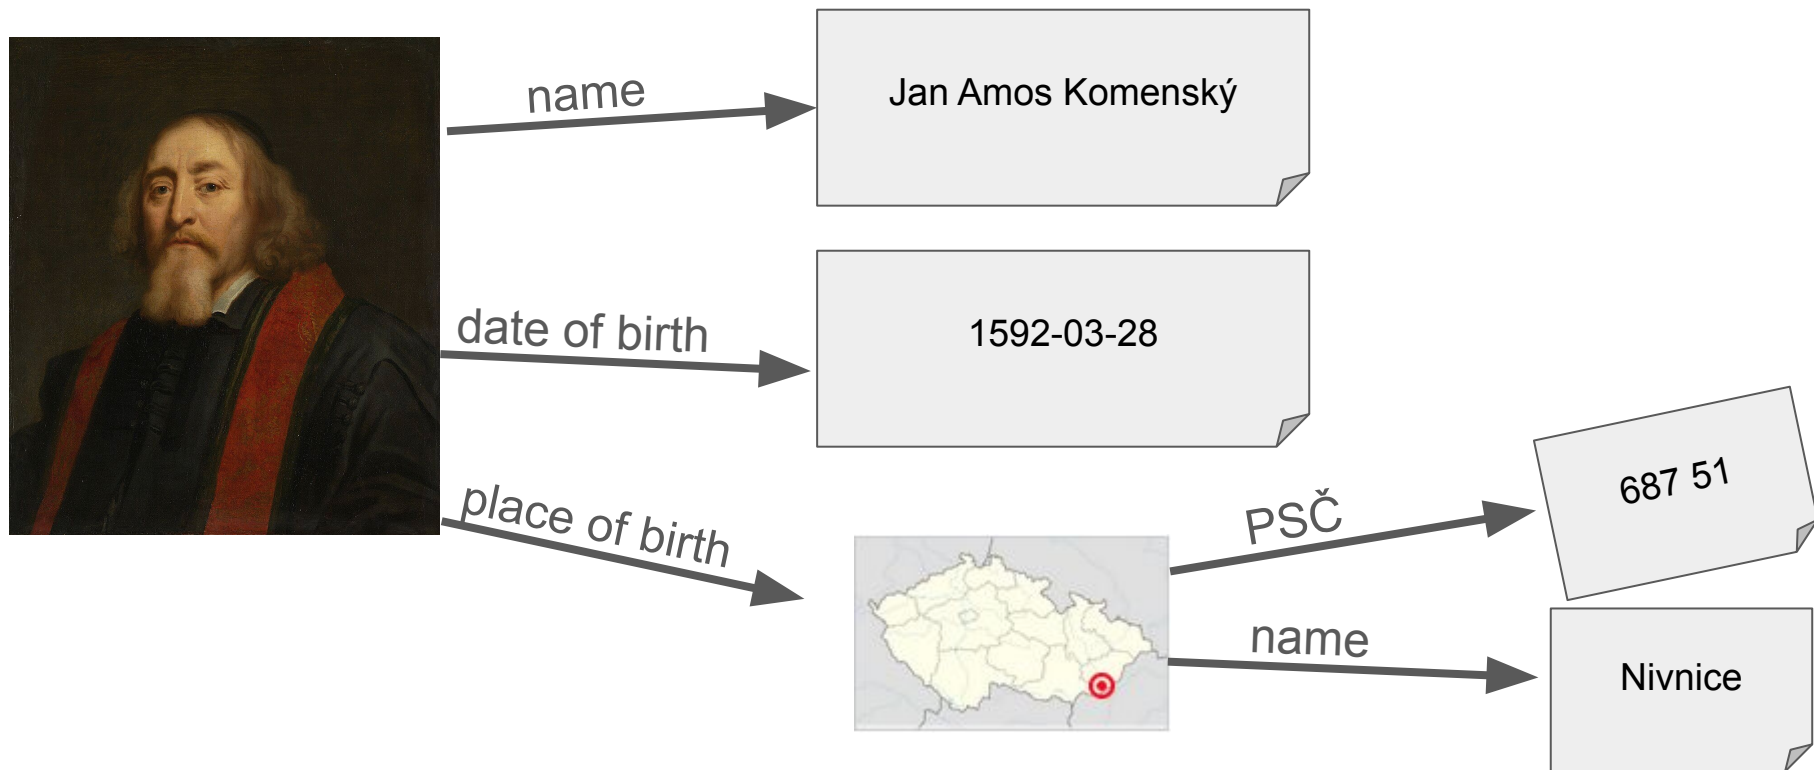 name
Jan Amos Komenský
date of birth
1592-03-28
place of birth
PSČ
687 51
name
Nivnice